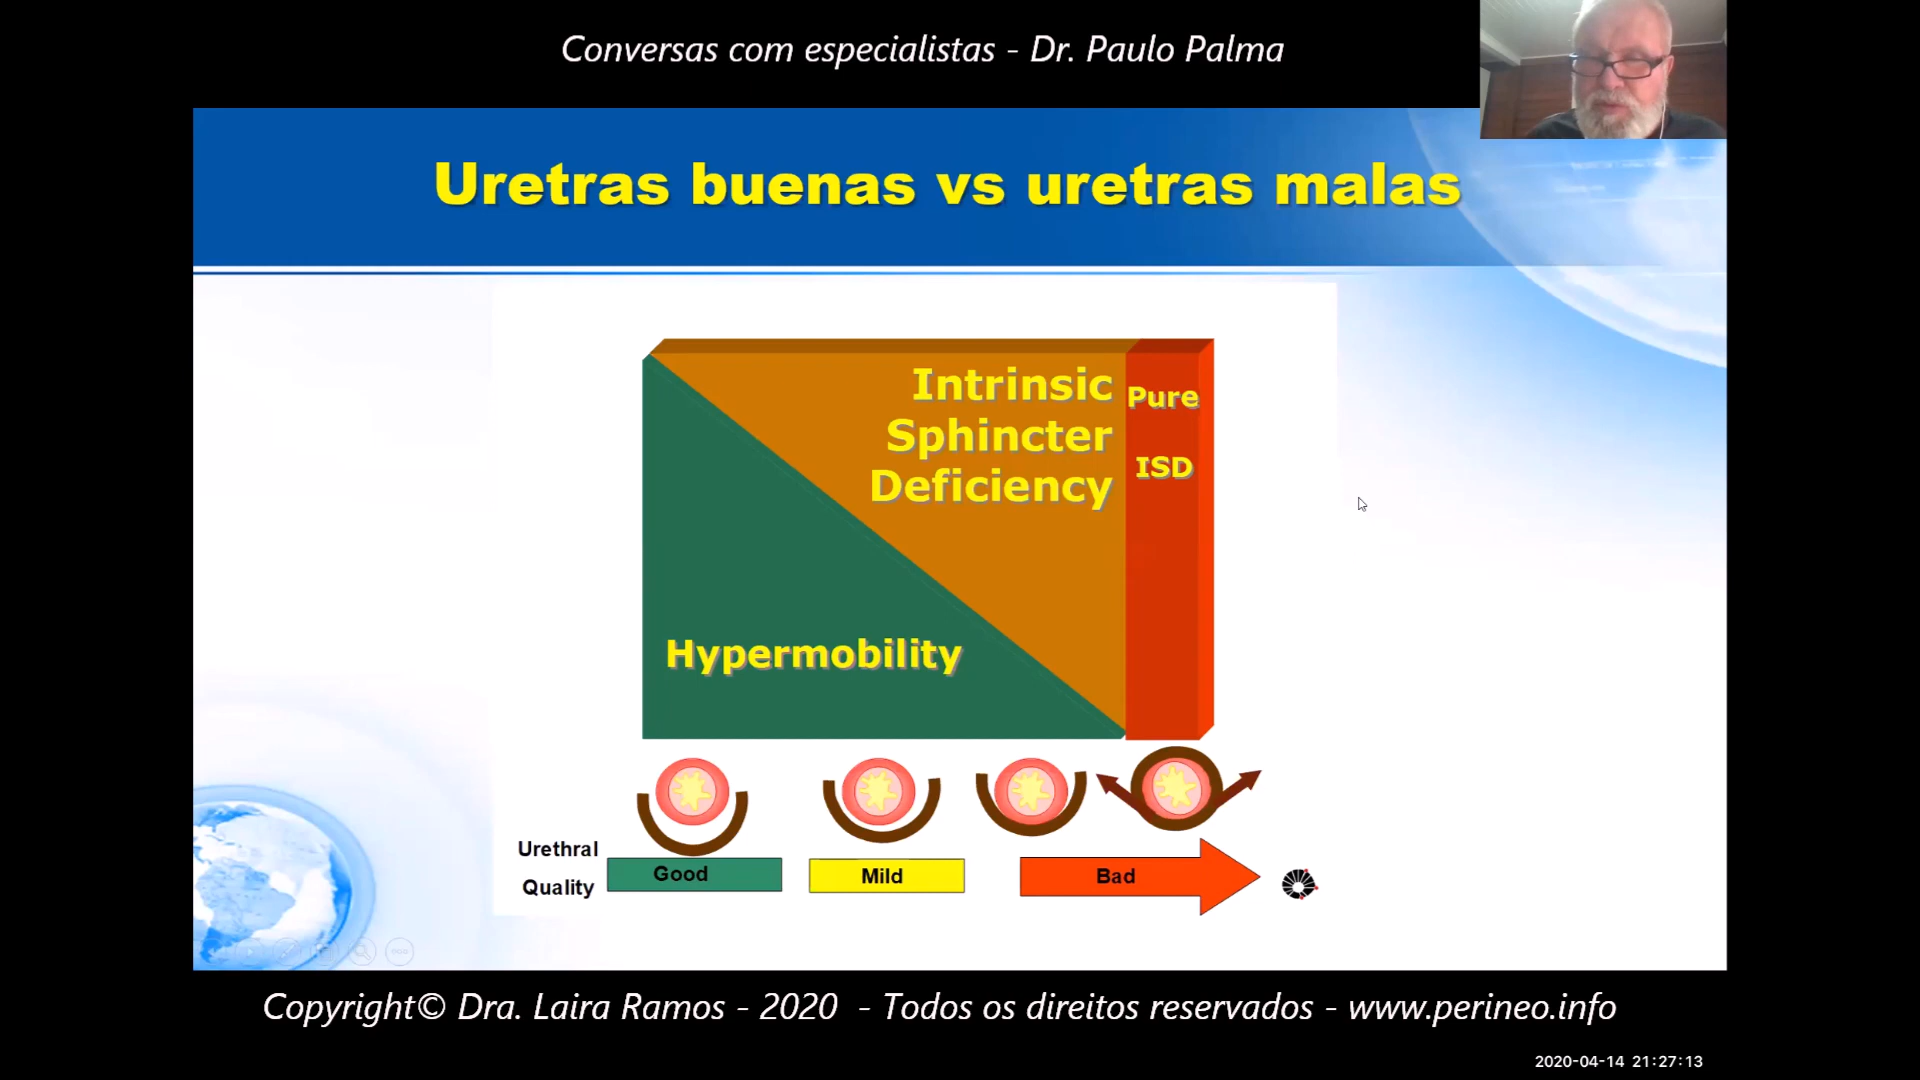 Conversas com especialistas - Dr. Paulo Palma
Uretras buenas vs uretras malas
Intrinsic
Sphincter
Deficiency
Pure
ISD
Hypermobility
Urethral
Quality
Good
Mild
Bad
Copyright© Dra. Laira Ramos - 2020 - Todos os direitos reservados - www.perineo.info
2020-04-14 21:27:13